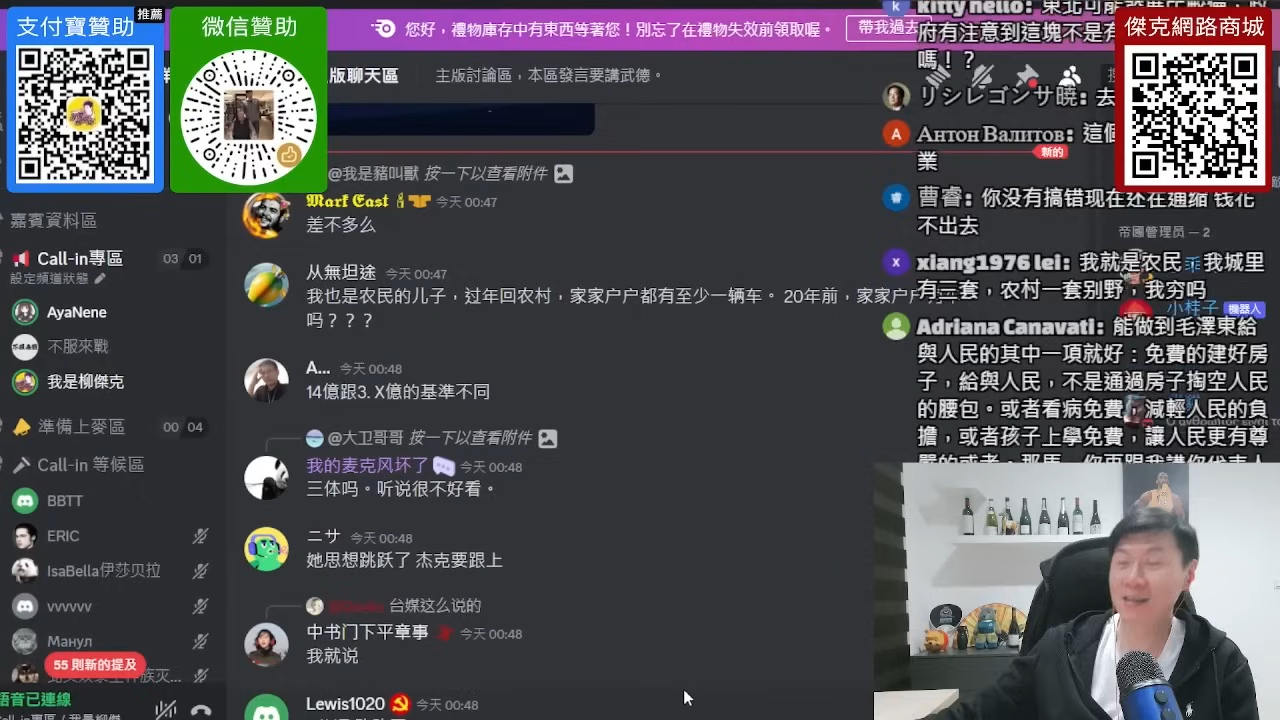 支付寶贊助
推薦
微信贊助
您好，禮物庫存中有東西等著您！別忘了在禮物失效前領取喔。
帶我過去
傑克網路商城
版聊天區
主版討論區，本區發言要講武德。
嘉賓資料區
Call-in專區
03 01
設定頻道狀態
AyaNene
不服來戰
我是柳傑克
準備上麥區
00 04
Call-in 等候區
BBTT
ERIC
IsaBella伊莎贝拉
vvvvvv
Манул
55 則新的提及
語音已連線
@我是豬叫獸 按一下以查看附件
新的
Mark East 今天 00:47
差不多么
从無坦途 今天 00:47
我也是农民的儿子，过年回农村，家家户户都有至少一辆车。 20年前，家家户户
吗？？？
A... 今天 00:48
14億跟3. X億的基準不同
@大卫哥哥 按一下以查看附件
我的麦克风坏了 今天 00:48
三体吗。听说很不好看。
ニサ 今天 00:48
她思想跳跃了 杰克要跟上
台媒这么说的
中书门下平章事 今天 00:48
我就说
Lewis1020 今天 00:48
kitty hello：東北可能
府有注意到這塊不是有
嗎！？
リシレゴシサ暁：去
Антон Валитов：這個
業
曹睿：你没有搞错现在还在通缩 钱花
不出去
帝國管理员 — 2
xiang1976 lei：我就是农民，我城里
有三套，农村一套别野，我穷吗
小桂子 機器人
Adriana Canavati：能做到毛澤東給
與人民的其中一項就好：免費的建好房
子，給與人民，不是通過房子掏空人民
的腰包。或者看病免費，減輕人民的負
擔，或者孩子上學免費，讓人民更有尊
嚴的或者，那馬，你再跟我講你代表人